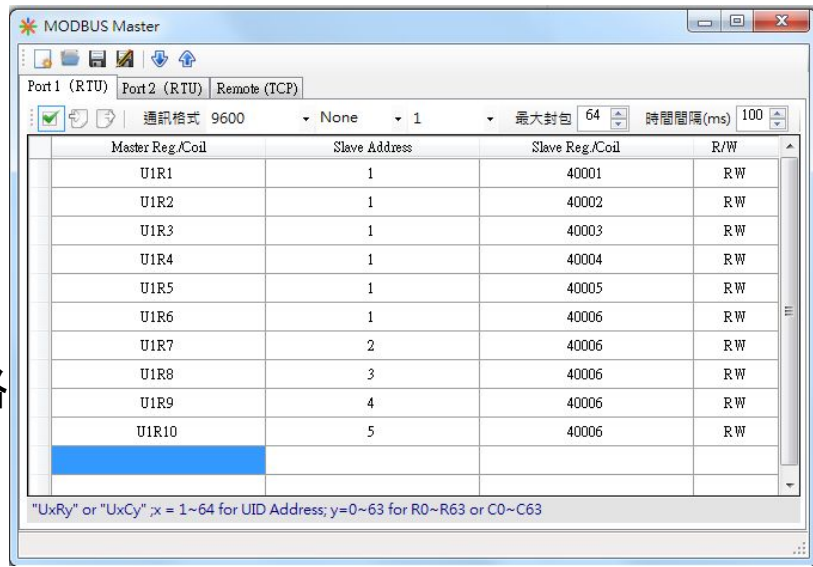 MODBUS Master
Port 1 (RTU) Port 2 (RTU) Remote (TCP)
通訊格式 9600 None 1 最大封包 64 時間間隔(ms) 100
Master Reg./Coil Slave Address Slave Reg./Coil R/W
U1R1 1 40001 RW
U1R2 1 40002 RW
U1R3 1 40003 RW
U1R4 1 40004 RW
U1R5 1 40005 RW
U1R6 1 40006 RW
U1R7 2 40006 RW
U1R8 3 40006 RW
U1R9 4 40006 RW
U1R10 5 40006 RW
"UxRy" or "UxCy" ;x = 1~64 for UID Address; y=0~63 for R0~R63 or C0~C63